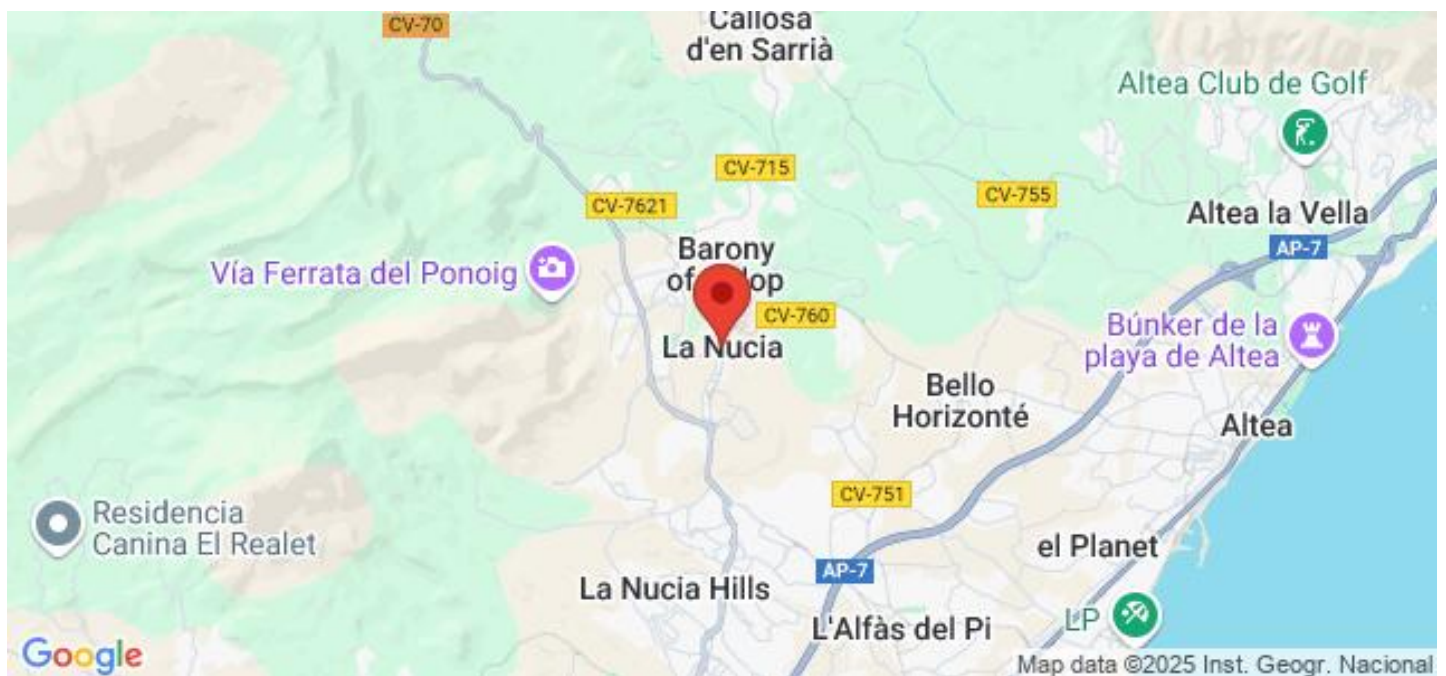 CV-70
Callosa
d'en Sarrià
Altea Club de Golf
CV-715
CV-7621
CV-755
Altea la Vella
AP-7
Barony
Vía Ferrata del Ponoig
CV-760
La Nucia
Búnker de la
playa de Altea
Bello
Horizonté
Altea
CV-751
Residencia
Canina El Realet
el Planet
AP-7
La Nucia Hills
L'Alfàs del Pi
LP
Google
Map data ©2025 Inst. Geogr. Nacional